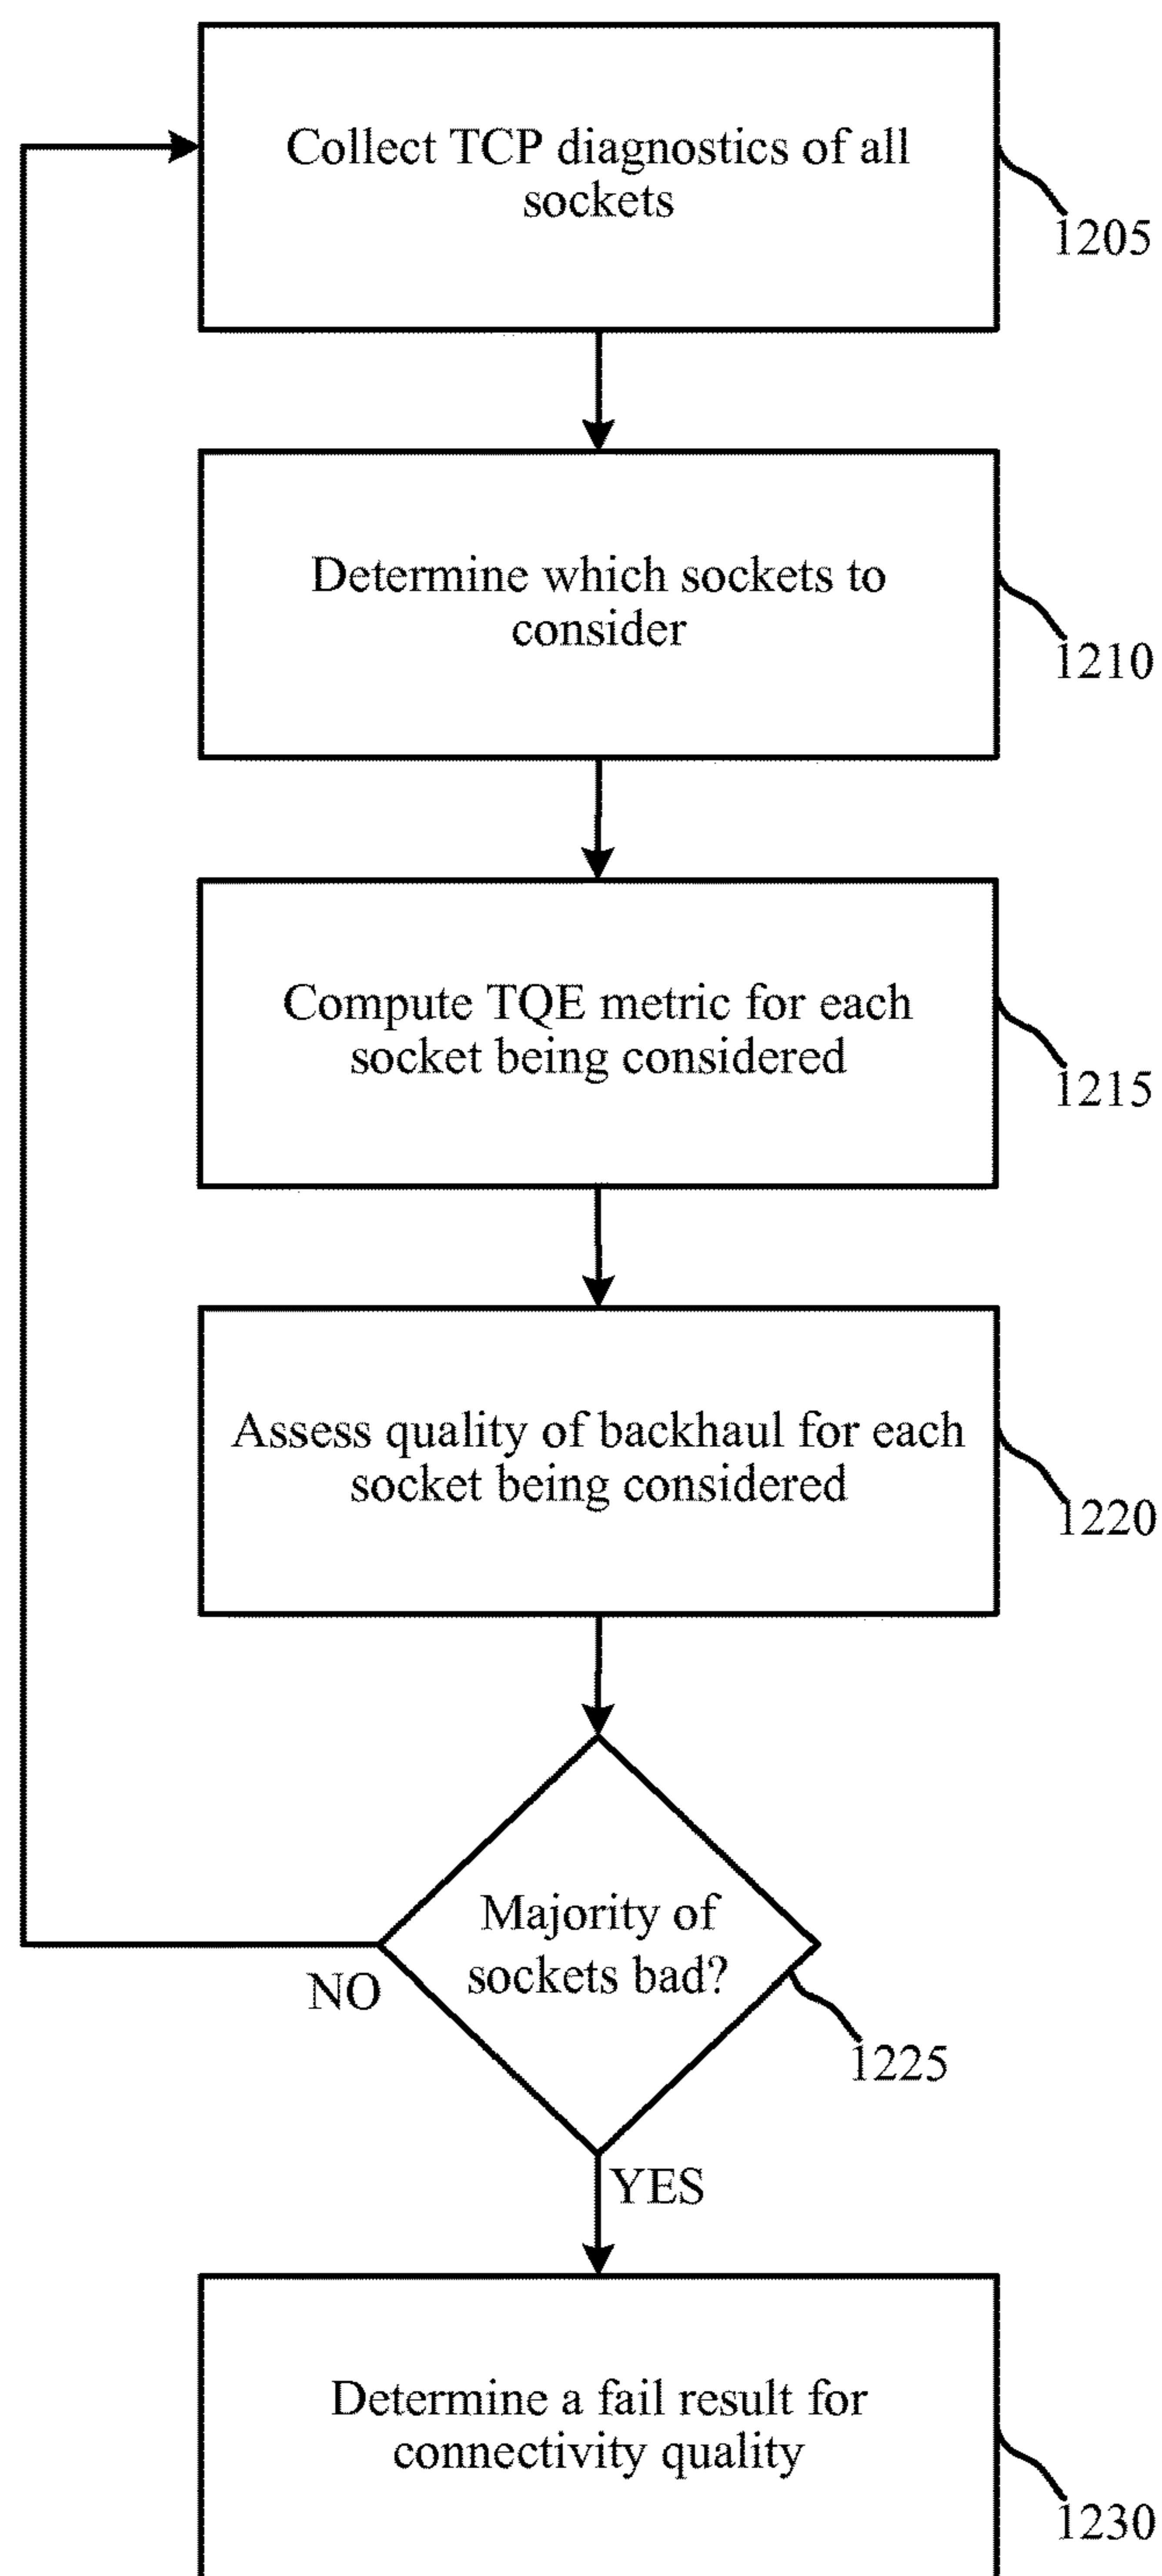 Collect TCP diagnostics of all
sockets
1205
Determine which sockets to
consider
1210
Compute TQE metric for each
socket being considered
1215
Assess quality of backhaul for each
socket being considered
1220
Majority of
sockets bad?
NO
1225
YES
Determine a fail result for
connectivity quality
1230